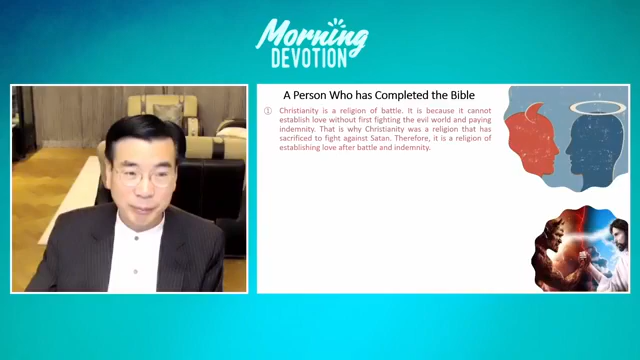 Morning
DEVOTION
A Person Who has Completed the Bible
① Christianity is a religion of battle. It is because it cannot
establish love without first fighting the evil world and paying
indemnity. That is why Christianity was a religion that has
sacrificed to fight against Satan. Therefore, it is a religion of
establishing love after battle and indemnity.